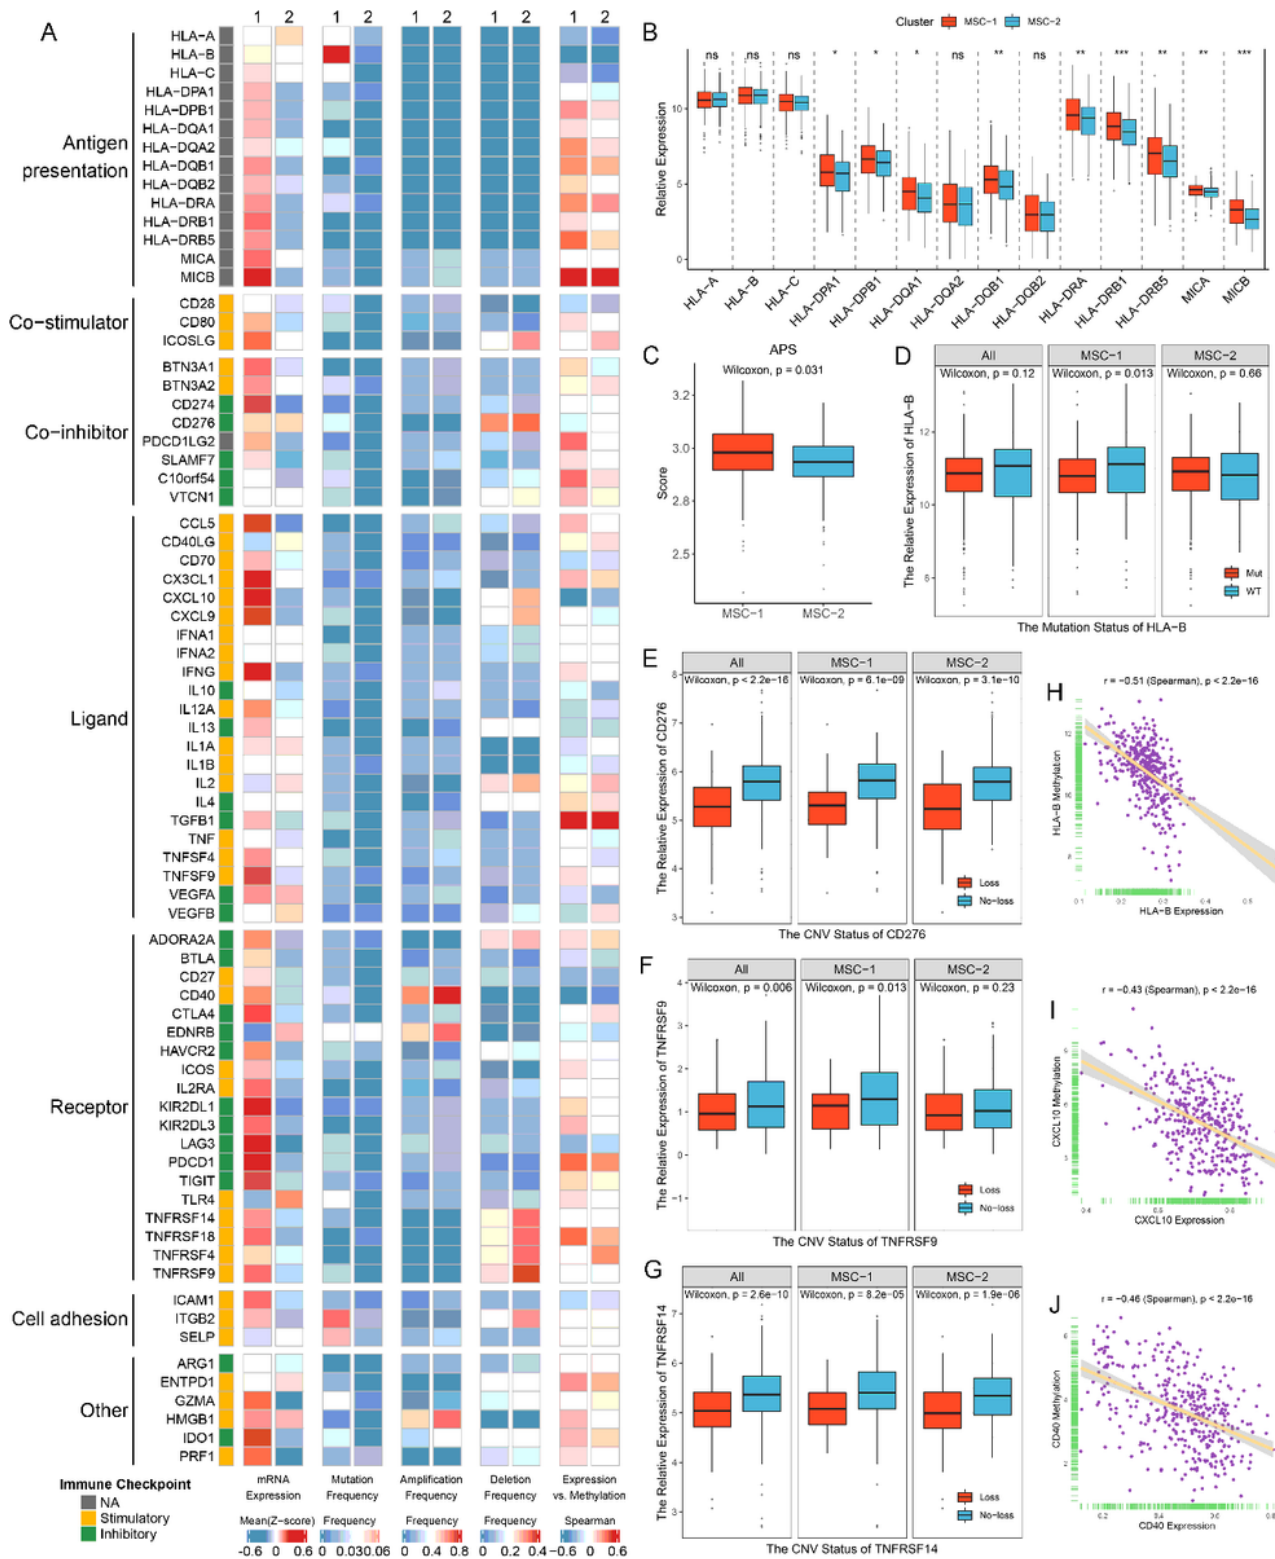 A
1 2 1 2 1 2 1 2 1 2
Antigen
presentation
HLA−A
HLA−B
HLA−C
HLA−DPA1
HLA−DPB1
HLA−DQA1
HLA−DQA2
HLA−DQB1
HLA−DQB2
HLA−DRA
HLA−DRB1
HLA−DRB5
MICA
MICB
Co−stimulator
CD28
CD80
ICOSLG
Co−inhibitor
BTN3A1
BTN3A2
CD274
CD276
PDCD1LG2
SLAMF7
C10orf54
VTCN1
Ligand
CCL5
CD40LG
CD70
CX3CL1
CXCL10
CXCL9
IFNA1
IFNA2
IFNG
IL10
IL12A
IL13
IL1A
IL1B
IL2
IL4
TGFB1
TNF
TNFSF4
TNFSF9
VEGFA
VEGFB
Receptor
ADORA2A
BTLA
CD27
CD40
CTLA4
EDNRB
HAVCR2
ICOS
IL2RA
KIR2DL1
KIR2DL3
LAG3
PDCD1
TIGIT
TLR4
TNFRSF14
TNFRSF18
TNFRSF4
TNFRSF9
Cell adhesion
ICAM1
ITGB2
SELP
Other
ARG1
ENTPD1
GZMA
HMGB1
IDO1
PRF1
Immune Checkpoint
NA
Stimulatory
Inhibitory
mRNA
Expression
Mutation
Frequency
Amplification
Frequency
Deletion
Frequency
Expression
vs. Methylation
Mean(Z−score)
−0.6 0 0.6
Frequency
0 0.03 0.06
Frequency
0 0.4 0.8
Frequency
0 0.2 0.4
Spearman
−0.6 0 0.6
B
Cluster MSC−1 MSC−2
ns ns ns * * * ns ** ns ** *** ** ** ***
Relative Expression
10
5
0
HLA−A HLA−B HLA−C HLA−DPA1 HLA−DPB1 HLA−DQA1 HLA−DQA2 HLA−DQB1 HLA−DQB2 HLA−DRA HLA−DRB1 HLA−DRB5 MICA MICB
C
APS
Wilcoxon, p = 0.031
Score
3.2
3.0
2.8
2.5
MSC−1 MSC−2
D
All MSC−1 MSC−2
Wilcoxon, p = 0.12 Wilcoxon, p = 0.013 Wilcoxon, p = 0.66
The Relative Expression of HLA−B
12
10
Mut
WT
The Mutation Status of HLA−B
E
All MSC−1 MSC−2
Wilcoxon, p < 2.2e−16 Wilcoxon, p = 6.1e−09 Wilcoxon, p = 3.1e−10
The Relative Expression of CD276
8
7
6
5
4
3
Loss
No−loss
The CNV Status of CD276
F
All MSC−1 MSC−2
Wilcoxon, p = 0.006 Wilcoxon, p = 0.013 Wilcoxon, p = 0.23
The Relative Expression of TNFRSF9
4
3
2
1
0
−1
Loss
No−loss
The CNV Status of TNFRSF9
G
All MSC−1 MSC−2
Wilcoxon, p = 2.6e−10 Wilcoxon, p = 8.2e−05 Wilcoxon, p = 1.9e−06
The Relative Expression of TNFRSF14
7
6
5
4
3
Loss
No−loss
The CNV Status of TNFRSF14
H
r = −0.51 (Spearman), p < 2.2e−16
HLA−B Methylation
HLA−B Expression
I
r = −0.43 (Spearman), p < 2.2e−16
CXCL10 Methylation
CXCL10 Expression
J
r = −0.46 (Spearman), p < 2.2e−16
CD40 Methylation
CD40 Expression